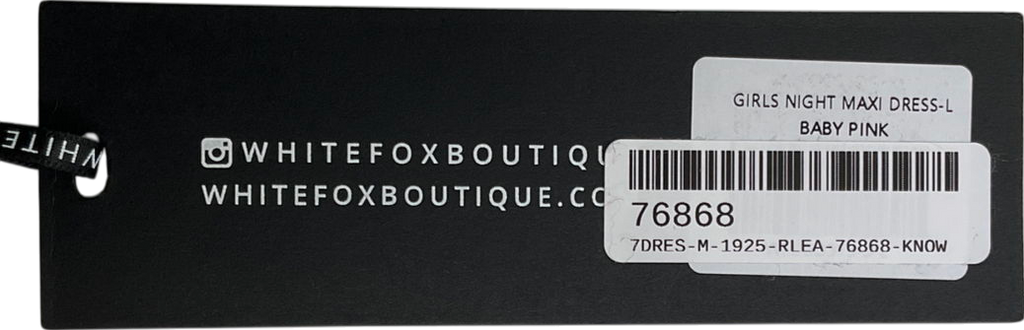 WHITE
WHITEFOXBOUTIQU
WHITEFOXBOUTIQUE.CO
GIRLS NIGHT MAXI DRESS-L
BABY PINK
76868
7DRES-M-1925-RLEA-76868-KNOW